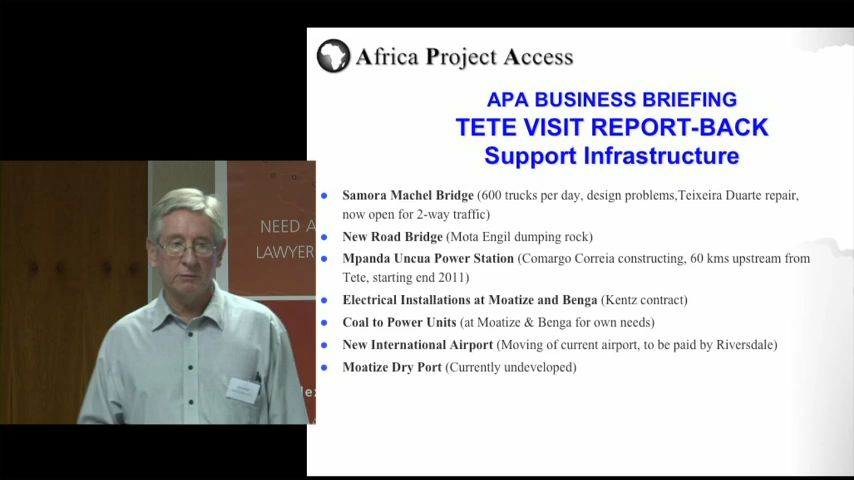 Africa Project Access
APA BUSINESS BRIEFING
TETE VISIT REPORT-BACK
Support Infrastructure
Samora Machel Bridge (600 trucks per day, design problems,Teixeira Duarte repair,
now open for 2-way traffic)
New Road Bridge (Mota Engil dumping rock)
Mpanda Uncua Power Station (Comargo Correia constructing, 60 kms upstream from
Tete, starting end 2011)
Electrical Installations at Moatize and Benga (Kentz contract)
Coal to Power Units (at Moatize & Benga for own needs)
New International Airport (Moving of current airport, to be paid by Riversdale)
Moatize Dry Port (Currently undeveloped)
NEED A
LAWYER